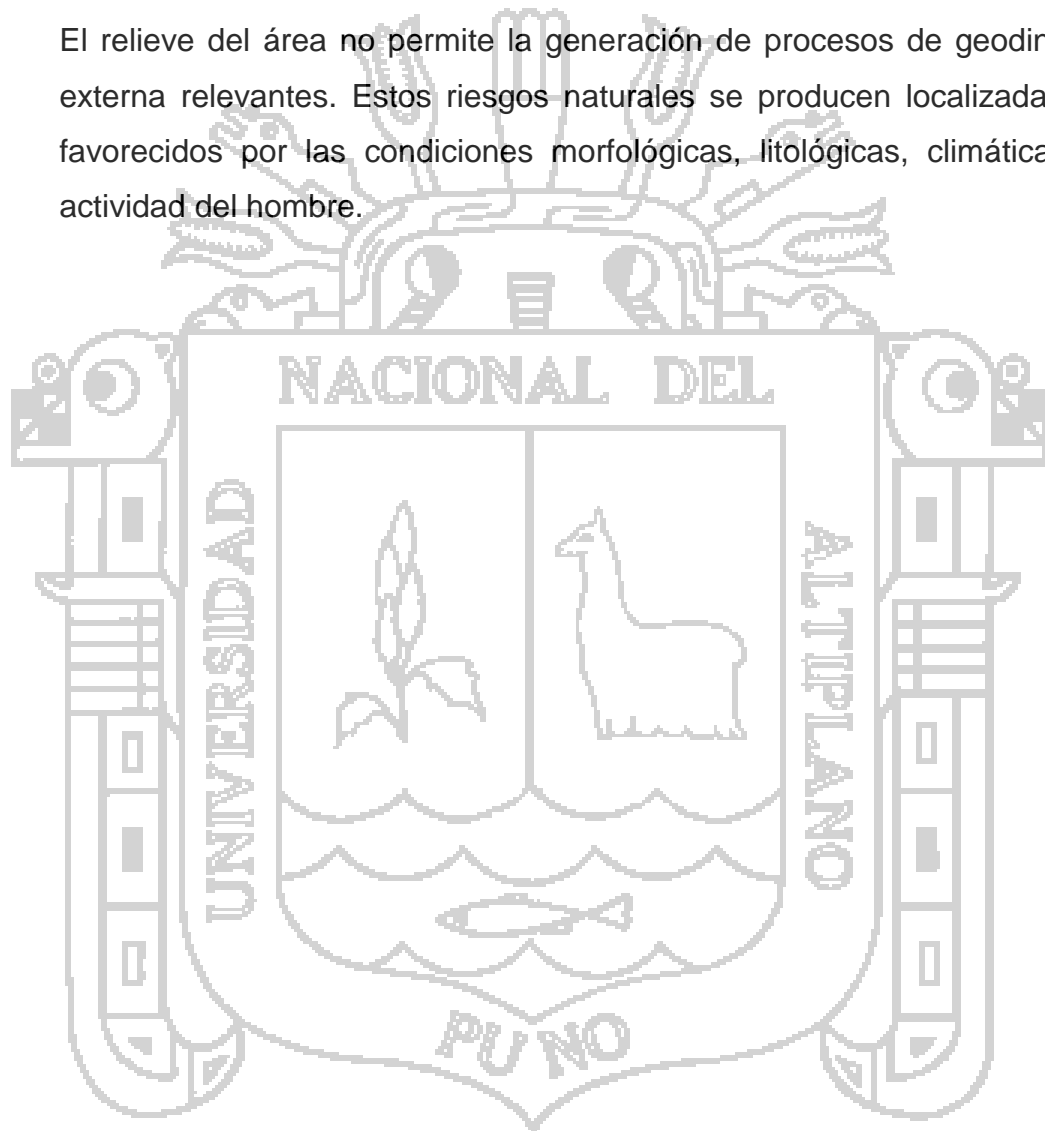 El relieve del área no permite la generación de procesos de geodin
externa relevantes. Estos riesgos naturales se producen localizada
favorecidos por las condiciones morfológicas, litológicas, climática
actividad del hombre.
NACIONAL DEL
UNIVERSIDAD
ALTIPLANO
PUNO